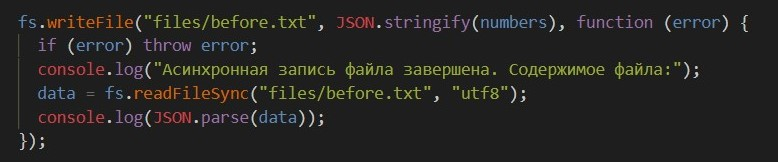 fs.writeFile("files/before.txt", JSON.stringify(numbers), function (error) {
  if (error) throw error;
  console.log("Асинхронная запись файла завершена. Содержимое файла:");
  data = fs.readFileSync("files/before.txt", "utf8");
  console.log(JSON.parse(data));
});